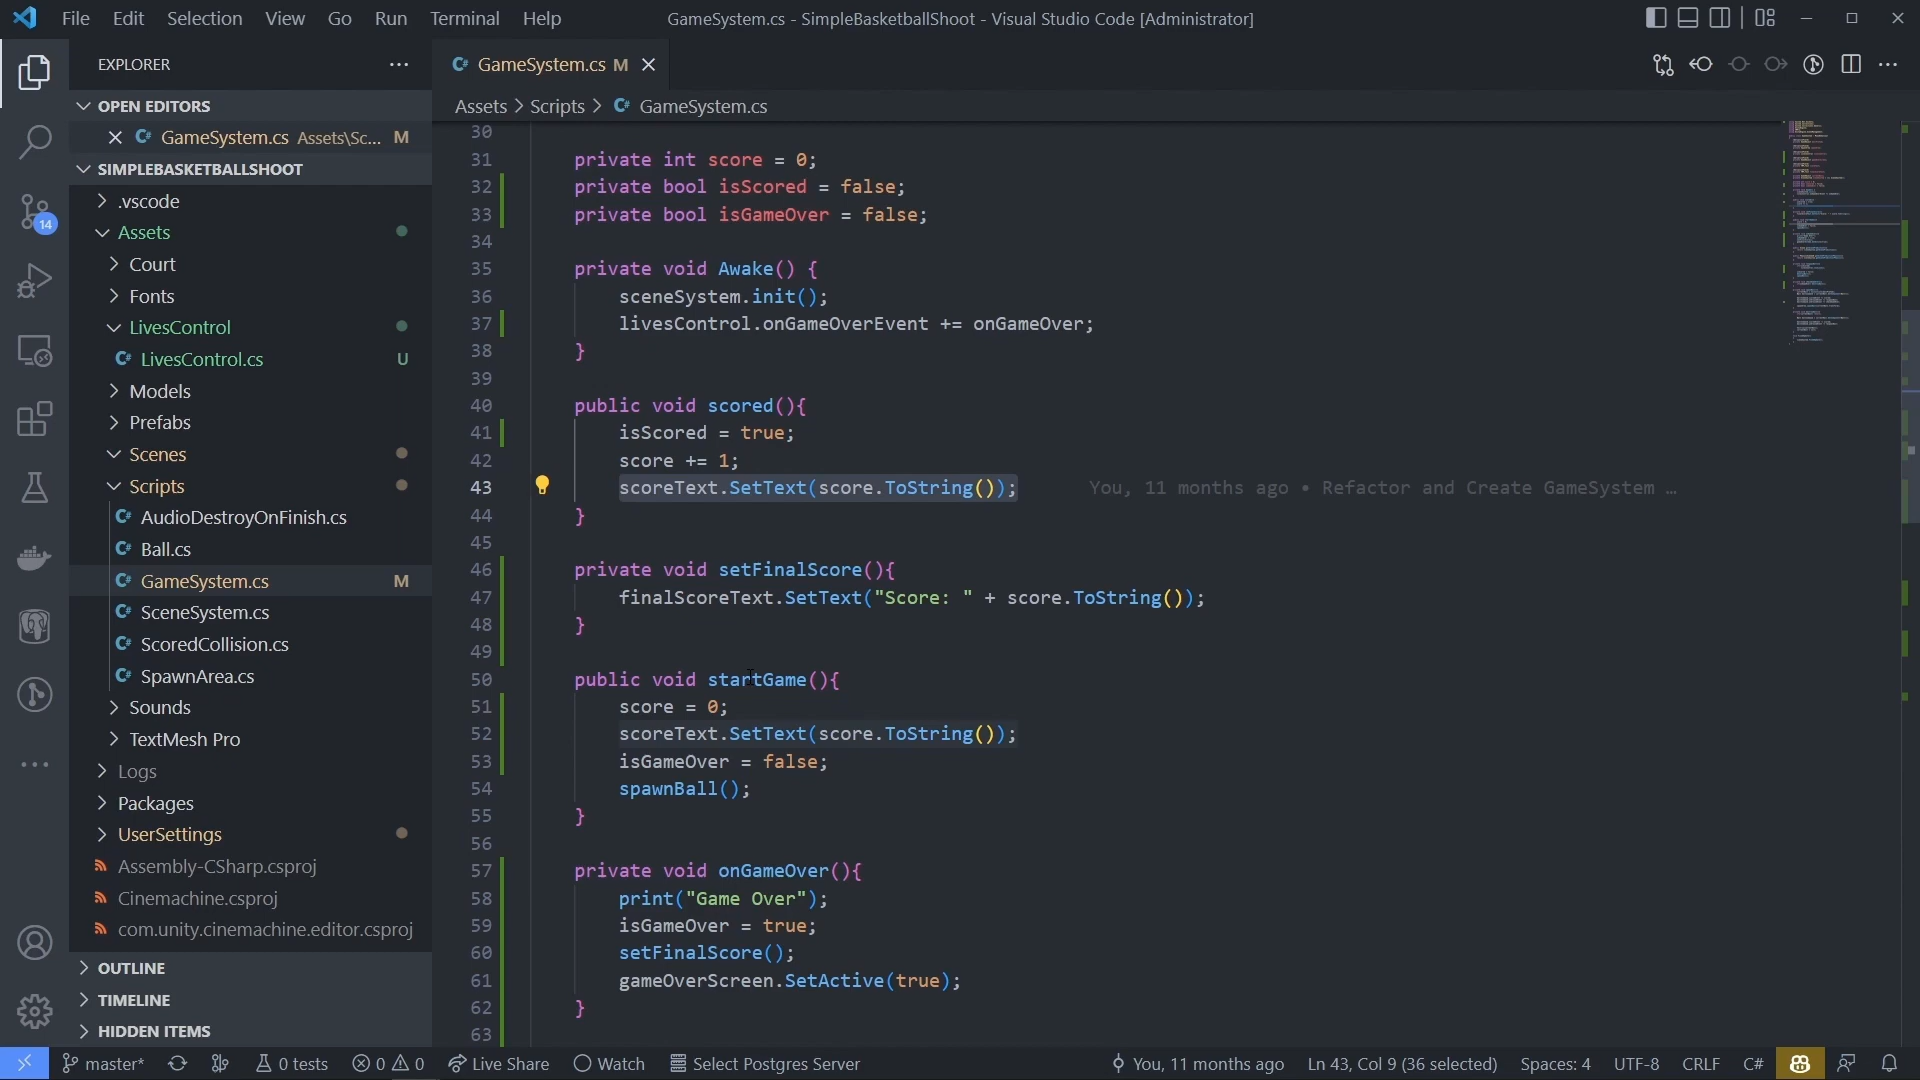 File Edit Selection View Go Run Terminal Help
GameSystem.cs - SimpleBasketballShoot - Visual Studio Code [Administrator]
EXPLORER
GameSystem.cs M
OPEN EDITORS
GameSystem.cs Assets\Sc... M
Assets > Scripts > GameSystem.cs
SIMPLEBASKETBALLSHOOT
.vscode
Assets
Court
Fonts
LivesControl
LivesControl.cs U
Models
Prefabs
Scenes
Scripts
AudioDestroyOnFinish.cs
Ball.cs
GameSystem.cs M
SceneSystem.cs
ScoredCollision.cs
SpawnArea.cs
Sounds
TextMesh Pro
Logs
Packages
UserSettings
Assembly-CSharp.csproj
Cinemachine.csproj
com.unity.cinemachine.editor.csproj
OUTLINE
TIMELINE
HIDDEN ITEMS
14
30
31 private int score = 0;
32 private bool isScored = false;
33 private bool isGameOver = false;
34
35 private void Awake() {
36 sceneSystem.init();
37 livesControl.onGameOverEvent += onGameOver;
38 }
39
40 public void scored(){
41 isScored = true;
42 score += 1;
43 scoreText.SetText(score.ToString()); You, 11 months ago • Refactor and Create GameSystem …
44 }
45
46 private void setFinalScore(){
47 finalScoreText.SetText("Score: " + score.ToString());
48 }
49
50 public void startGame(){
51 score = 0;
52 scoreText.SetText(score.ToString());
53 isGameOver = false;
54 spawnBall();
55 }
56
57 private void onGameOver(){
58 print("Game Over");
59 isGameOver = true;
60 setFinalScore();
61 gameOverScreen.SetActive(true);
62 }
63
master* 0 tests 0 0 Live Share Watch Select Postgres Server You, 11 months ago Ln 43, Col 9 (36 selected) Spaces: 4 UTF-8 CRLF C#